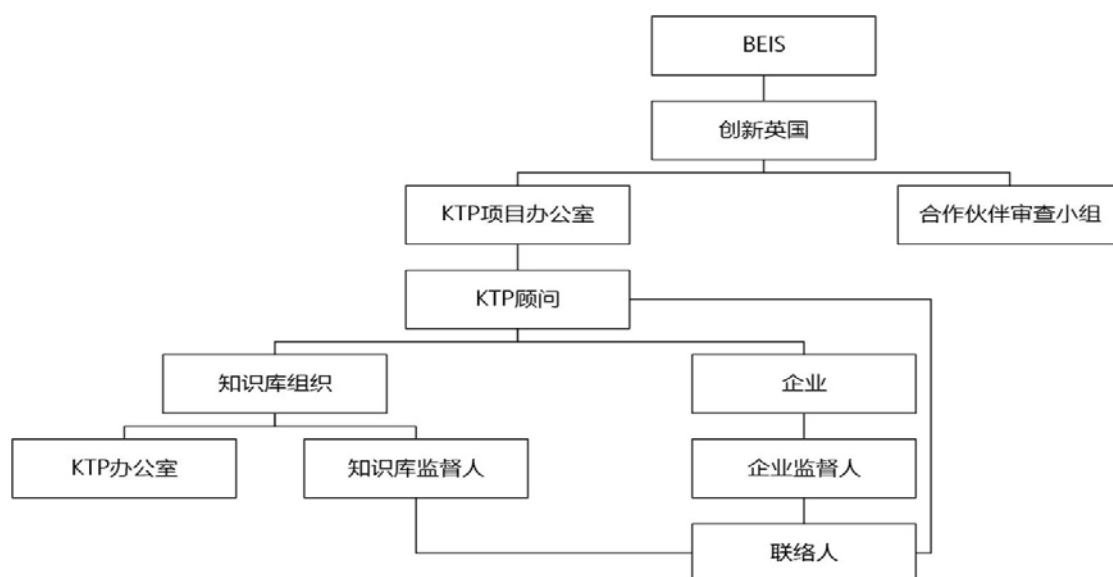 BEIS
创新英国
KTP项目办公室
合作伙伴审查小组
KTP顾问
知识库组织
企业
KTP办公室
知识库监督人
企业监督人
联络人